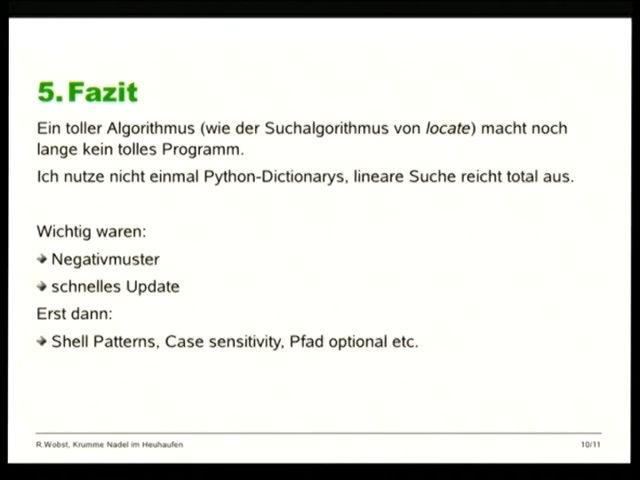 5. Fazit
Ein toller Algorithmus (wie der Suchalgorithmus von locate) macht noch
lange kein tolles Programm.
Ich nutze nicht einmal Python-Dictionarys, lineare Suche reicht total aus.
Wichtig waren:
Negativmuster
schnelles Update
Erst dann:
Shell Patterns, Case sensitivity, Pfad optional etc.
R.Wobst, Krumme Nadel im Heuhaufen 10/11